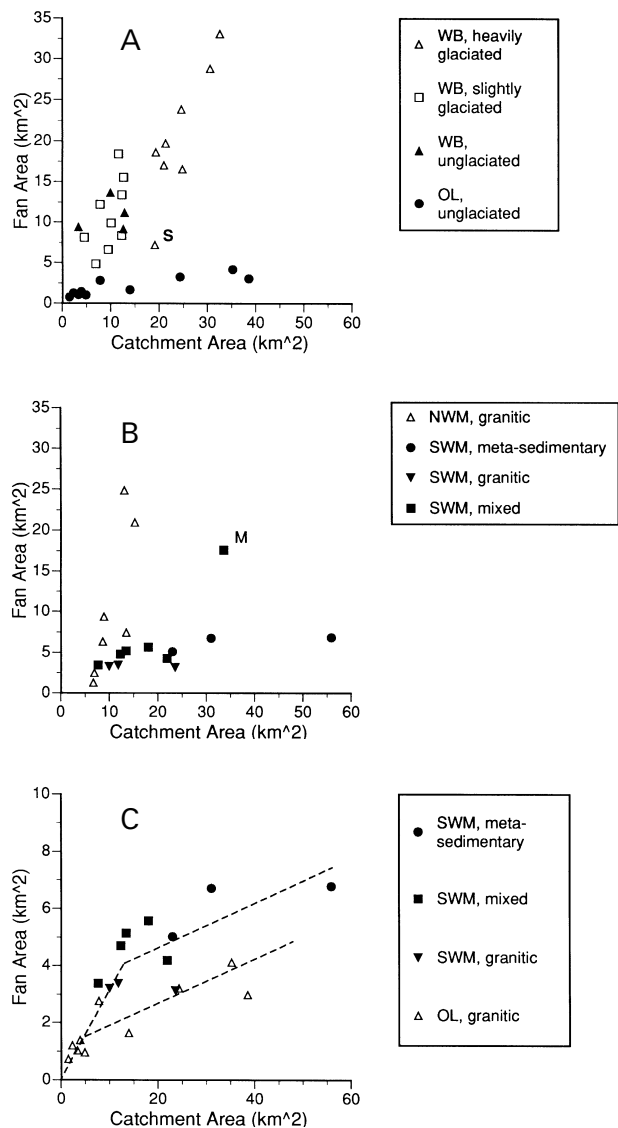 A
35
30
25
20
15
10
5
0
Fan Area (km^2)
S
0 10 20 30 40 50 60
Catchment Area (km^2)
WB, heavily
glaciated
WB, slightly
glaciated
WB,
unglaciated
OL,
unglaciated
B
35
30
25
20
15
10
5
0
Fan Area (km^2)
M
0 10 20 30 40 50 60
Catchment Area (km^2)
NWM, granitic
SWM, meta-sedimentary
SWM, granitic
SWM, mixed
C
10
8
6
4
2
0
Fan Area (km^2)
0 10 20 30 40 50 60
Catchment Area (km^2)
SWM, meta-
sedimentary
SWM, mixed
SWM, granitic
OL, granitic